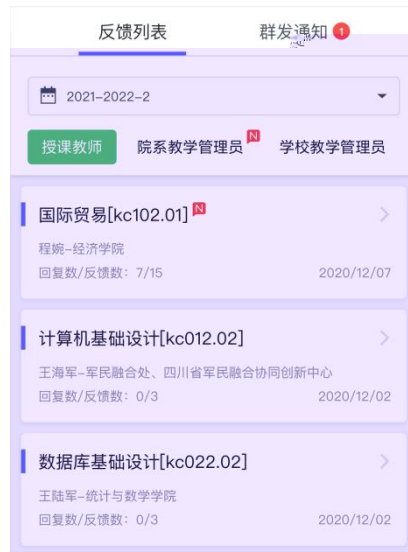 反馈列表 群发通知 1
2021-2022-2
授课教师 院系教学管理员 N 学校教学管理员
国际贸易[kc102.01] N
程婉-经济学院
回复数/反馈数：7/15 2020/12/07
计算机基础设计[kc012.02]
王海军-军民融合处、四川省军民融合协同创新中心
回复数/反馈数：0/3 2020/12/02
数据库基础设计[kc022.02]
王陆军-统计与数学学院
回复数/反馈数：0/3 2020/12/02